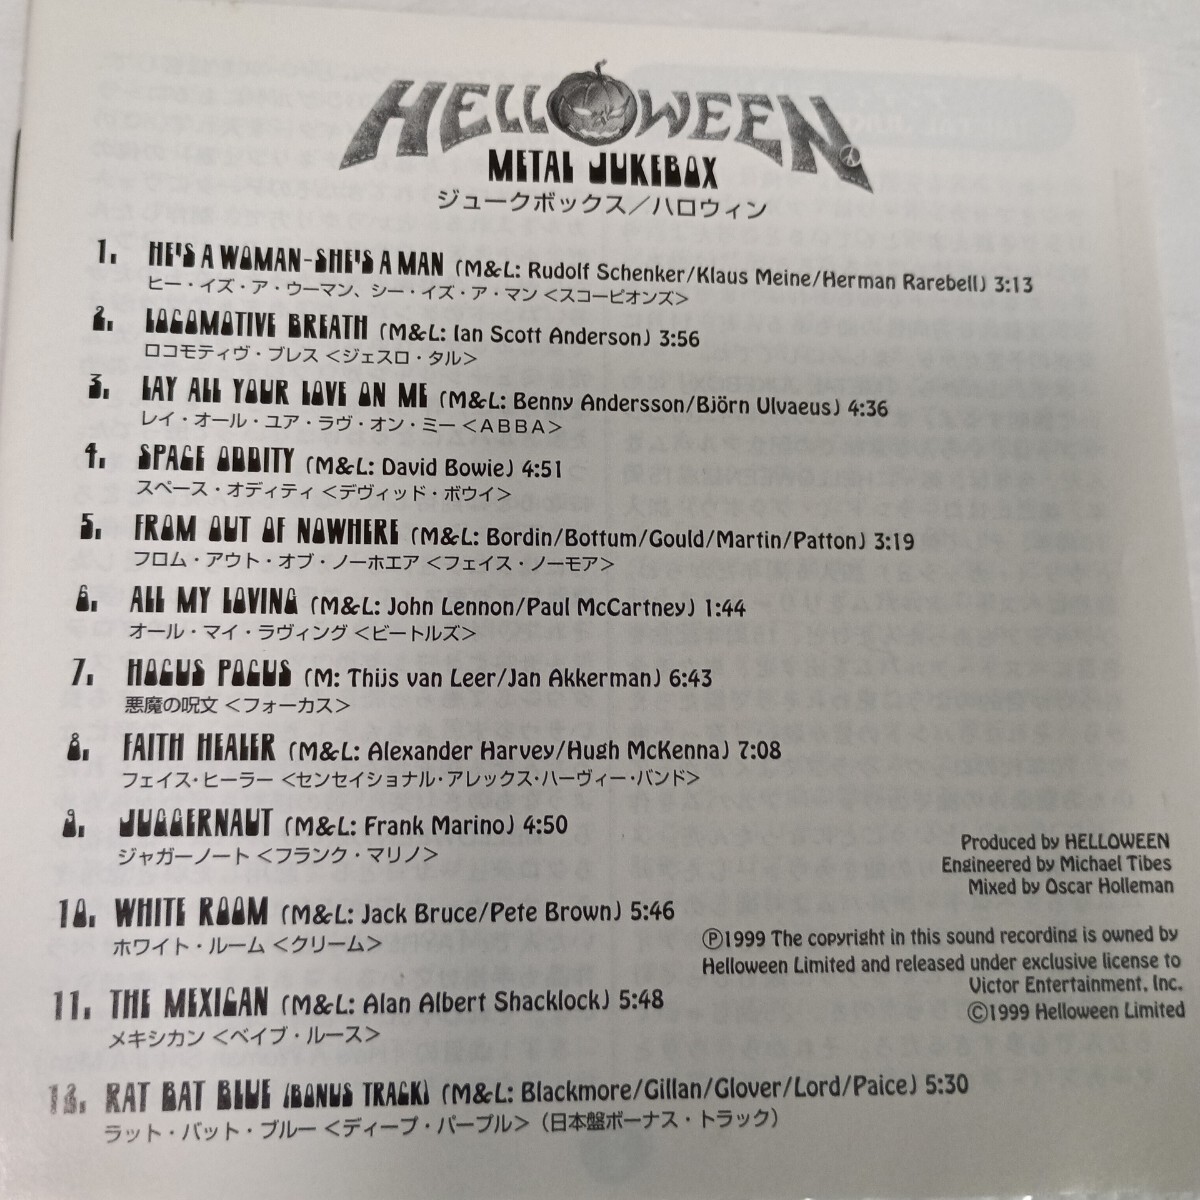 HELLOWEEN
METAL JUKEBOX
ジュークボックス／ハロウィン
1. HE'S A WOMAN-SHE'S A MAN (M&L: Rudolf Schenker/Klaus Meine/Herman Rarebell) 3:13
ヒー・イズ・ア・ウーマン、シー・イズ・ア・マン＜スコーピオンズ＞
2. LOCOMOTIVE BREATH (M&L: Ian Scott Anderson) 3:56
ロコモティヴ・ブレス＜ジェスロ・タル＞
3. LAY ALL YOUR LOVE ON ME (M&L: Benny Andersson/Björn Ulvaeus) 4:36
レイ・オール・ユア・ラヴ・オン・ミー＜ABBA＞
4. SPACE ODDITY (M&L: David Bowie) 4:51
スペース・オディティ＜デヴィッド・ボウイ＞
5. FROM OUT OF NOWHERE (M&L: Bordin/Bottum/Gould/Martin/Patton) 3:19
フロム・アウト・オブ・ノーホエア＜フェイス・ノーモア＞
6. ALL MY LOVING (M&L: John Lennon/Paul McCartney) 1:44
オール・マイ・ラヴィング＜ビートルズ＞
7. HOCUS POCUS (M: Thijs van Leer/Jan Akkerman) 6:43
悪魔の呪文＜フォーカス＞
8. FAITH HEALER (M&L: Alexander Harvey/Hugh McKenna) 7:08
フェイス・ヒーラー＜センセイショナル・アレックス・ハーヴィー・バンド＞
9. JUGGERNAUT (M&L: Frank Marino) 4:50
ジャガーノート＜フランク・マリノ＞
Produced by HELLOWEEN
Engineered by Michael Tibes
Mixed by Oscar Holleman
10. WHITE ROOM (M&L: Jack Bruce/Pete Brown) 5:46
ホワイト・ルーム＜クリーム＞
℗1999 The copyright in this sound recording is owned by
Helloween Limited and released under exclusive license to
Victor Entertainment, Inc.
©1999 Helloween Limited
11. THE MEXICAN (M&L: Alan Albert Shacklock) 5:48
メキシカン＜ベイブ・ルース＞
12. RAT BAT BLUE (BONUS TRACK) (M&L: Blackmore/Gillan/Glover/Lord/Paice) 5:30
ラット・バット・ブルー＜ディープ・パープル＞（日本盤ボーナス・トラック）